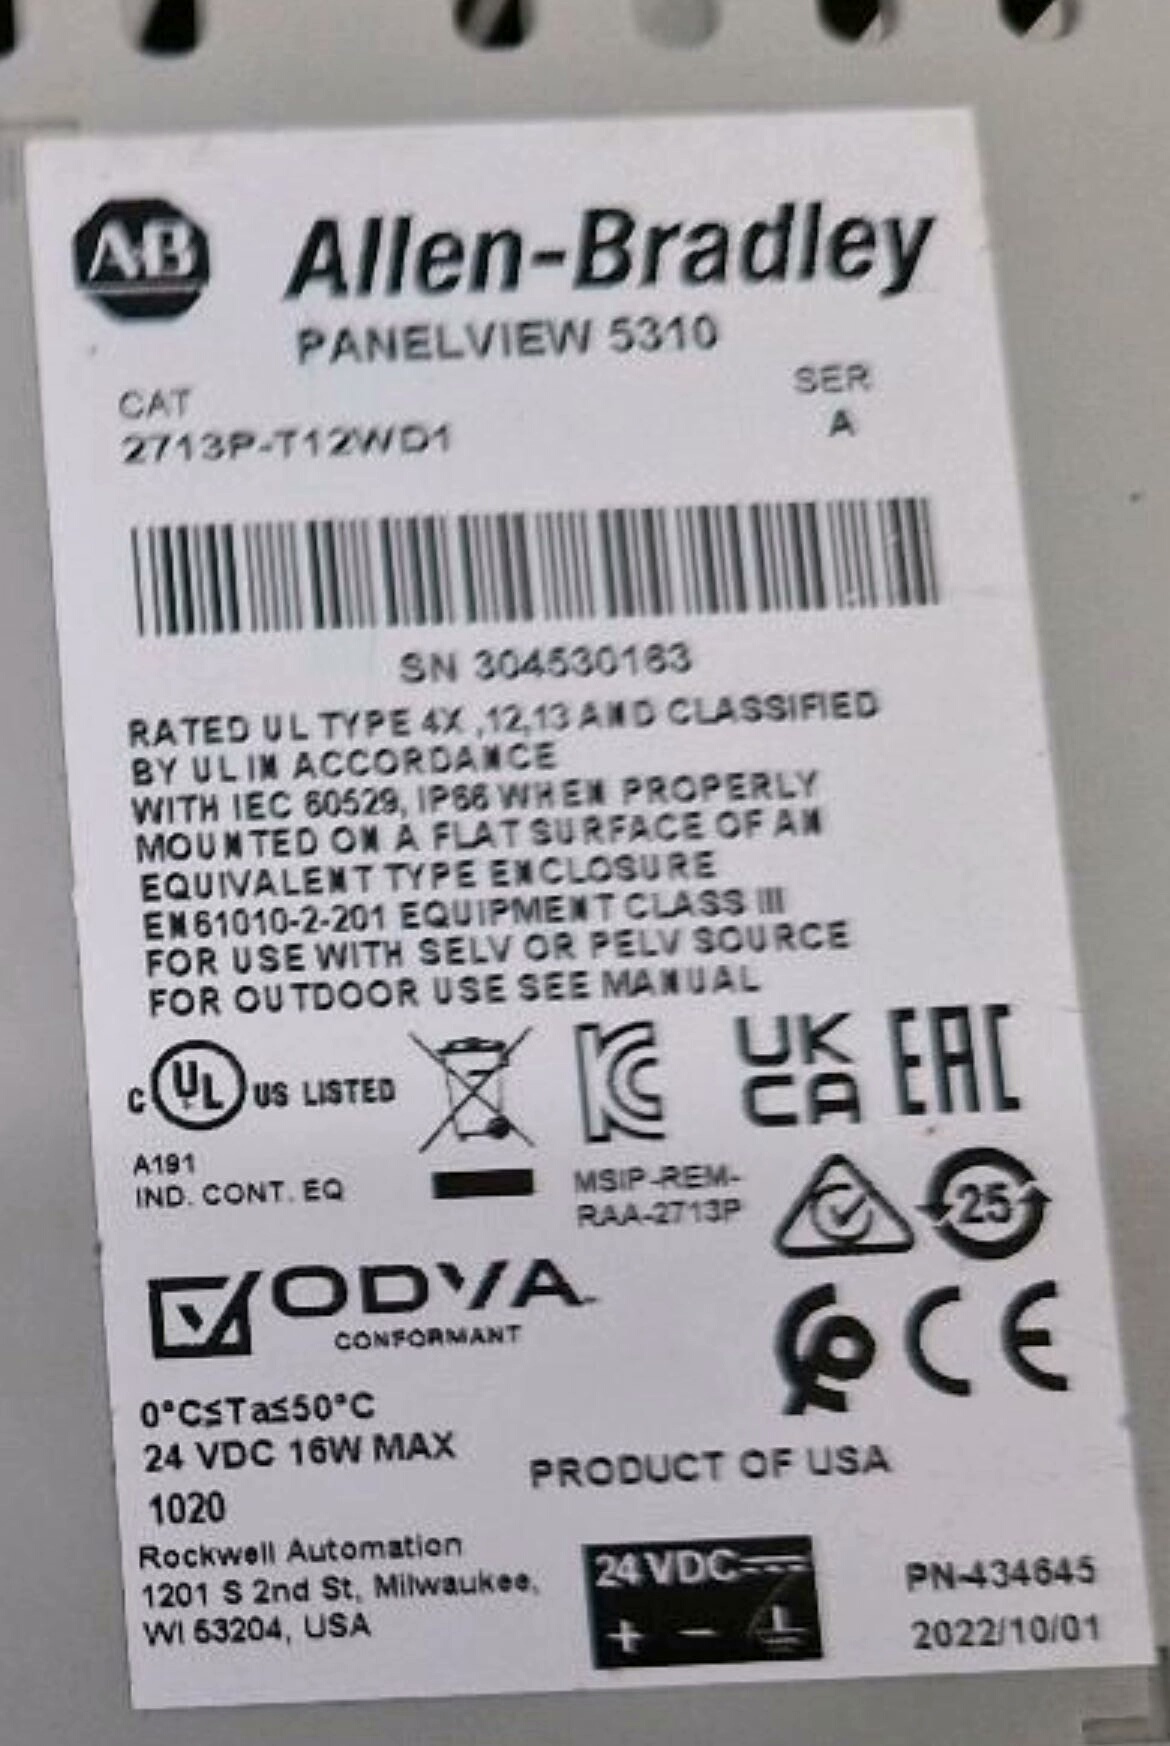 AB Allen-Bradley
PANELVIEW 5310
CAT
SER
2713P-T12WD1
A
SN 304530163
RATED UL TYPE 4X ,12,13 AND CLASSIFIED
BY UL IN ACCORDANCE
WITH IEC 60529, IP66 WHEN PROPERLY
MOUNTED ON A FLAT SURFACE OF AN
EQUIVALENT TYPE ENCLOSURE
EN 61010-2-201 EQUIPMENT CLASS III
FOR USE WITH SELV OR PELV SOURCE
FOR OUTDOOR USE SEE MANUAL
C UL US LISTED
UK
CA
EAC
A191
IND. CONT. EQ
MSIP-REM-
RAA-2713P
25
ODVA
CONFORMANT
CE
0°C≤Ta≤50°C
24 VDC 16W MAX
1020
PRODUCT OF USA
Rockwell Automation
1201 S 2nd St, Milwaukee,
WI 53204, USA
24 VDC
+ -
PN-434645
2022/10/01